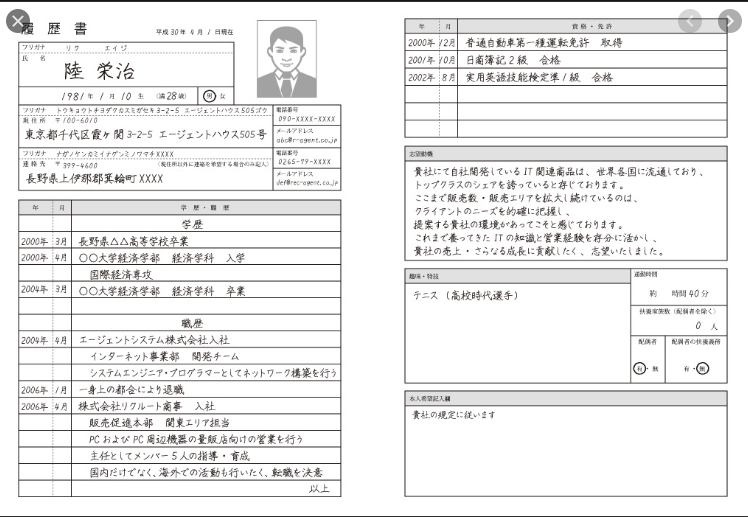 履 歴 書
平成 30 年 4 月 1 日現在
フリガナ リク エイジ
氏 名
陸 栄治
1981 年 1 月 10 生 (満 28 歳) 男・女
フリガナ トウキョウトチヨダクカスミガセキ3-2-5 エージェントハウス505ゴウ
現住所 〒100-6010
東京都千代田区霞ヶ関 3-2-5 エージェントハウス505号
電話番号
090-XXXX-XXXX
メールアドレス
abc@r-agent.co.jp
フリガナ ナガノケンカミイナグンミノワマチXXXX
連絡先 〒399-4600 (現住所以外に連絡を希望する場合のみ記入)
長野県上伊那郡箕輪町XXXX
電話番号
0265-79-XXXX
メールアドレス
def@rec-agent.co.jp
年 月 学 歴・職 歴
学歴
2000年 3月 長野県△△高等学校卒業
2000年 4月 〇〇大学経済学部 経済学科 入学
国際経済専攻
2004年 3月 〇〇大学経済学部 経済学科 卒業
職歴
2004年 4月 エージェントシステム株式会社入社
インターネット事業部 開発チーム
システムエンジニア・プログラマーとしてネットワーク構築を行う
2006年 1月 一身上の都合により退職
2006年 4月 株式会社リクルート商事 入社
販売促進本部 関東エリア担当
PC および PC 周辺機器の量販店向けの営業を行う
主任としてメンバー 5 人の指導・育成
国内だけでなく、海外での活動も行いたく、転職を決意
以上
年 月 資 格・免 許
2000年 12月 普通自動車第一種運転免許 取得
2001年 10月 日商簿記 2 級 合格
2002年 8月 実用英語技能検定準 1 級 合格
志望動機
貴社にて自社開発している IT 関連商品は、世界各国に流通しており、
トップクラスのシェアを誇っていると存じております。
ここまで販売数・販売エリアを拡大し続けているのは、
クライアントのニーズを的確に把握し、
提案する貴社の環境があってこそと感じております。
これまで養ってきた IT の知識と営業経験を存分に活かし、
貴社の売上・さらなる成長に貢献したく、志望いたしました。
趣味・特技
テニス (高校時代選手)
通勤時間
約 時間 40 分
扶養家族数 (配偶者を除く)
0 人
配偶者
有・無
配偶者の扶養義務
有・無
本人希望記入欄
貴社の規定に従います